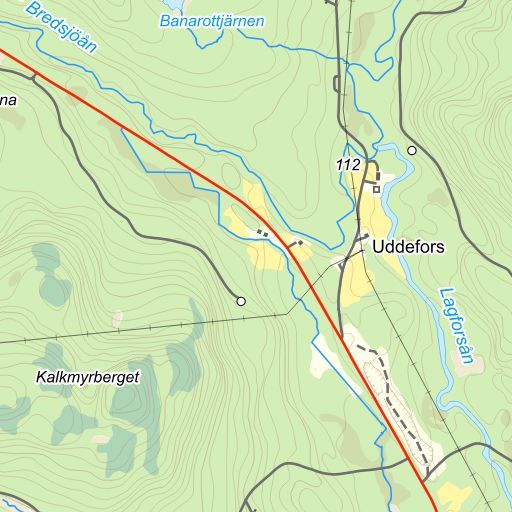 Bredsjöån
Banarottjärnen
na
112
Uddefors
Lagforsån
Kalkmyrberget